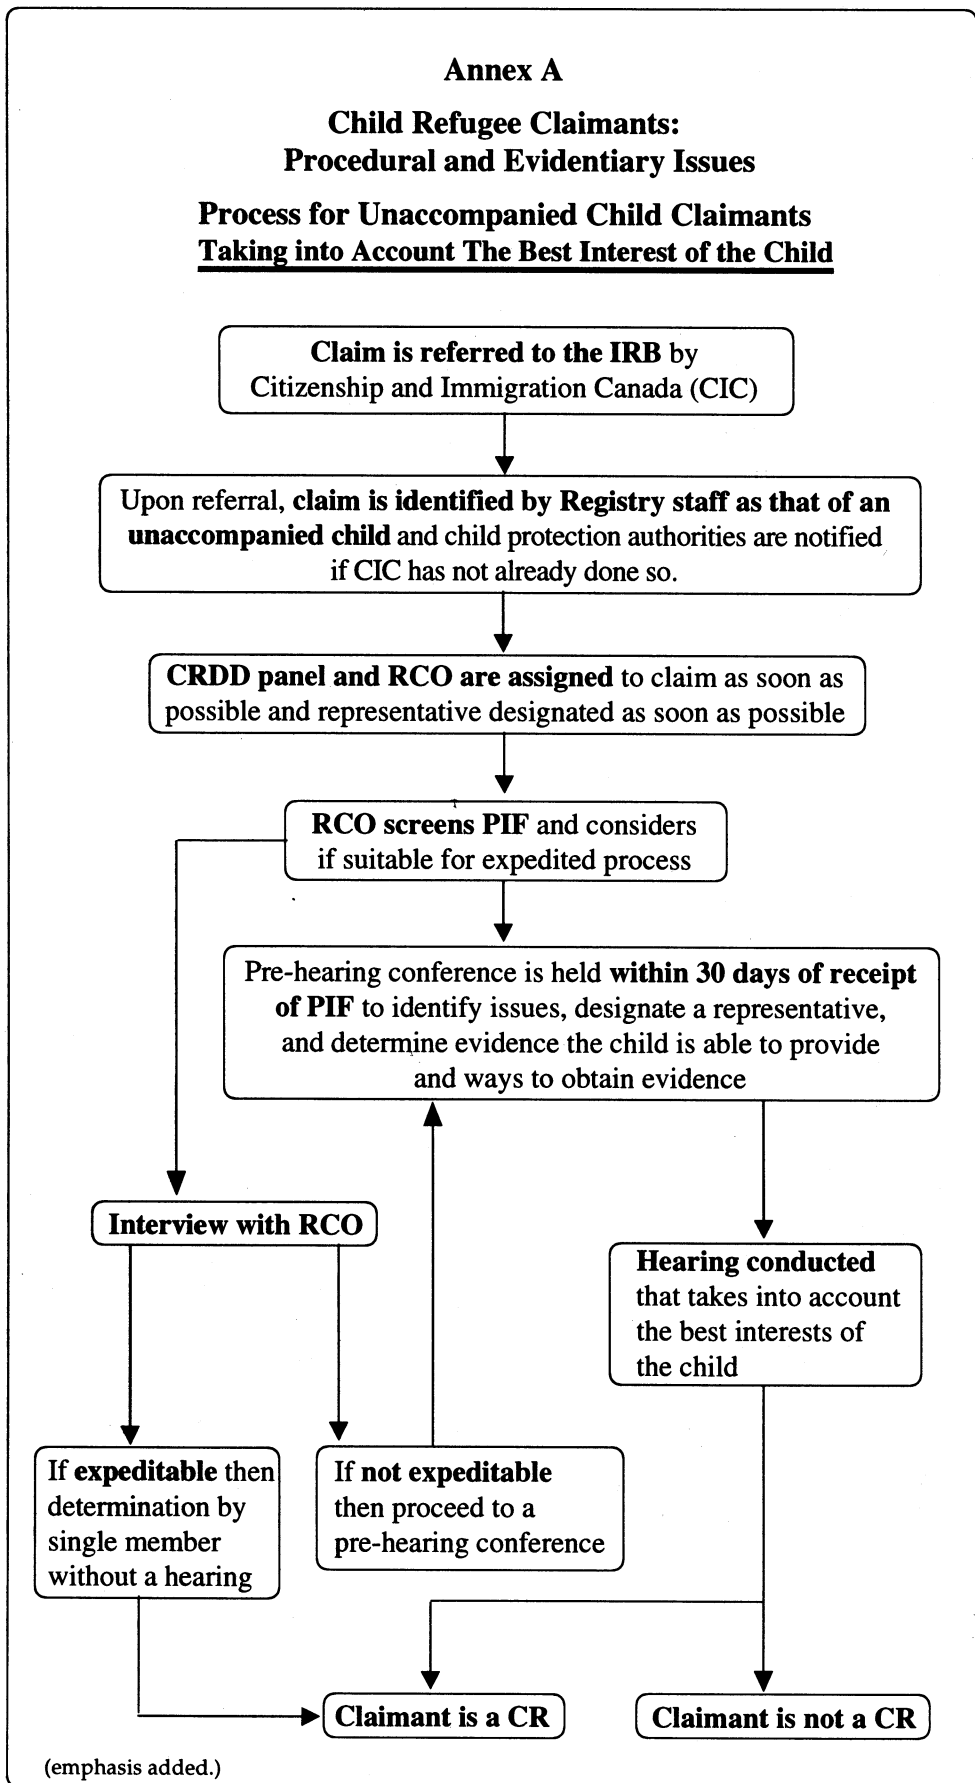 Annex A
Child Refugee Claimants:
Procedural and Evidentiary Issues
Process for Unaccompanied Child Claimants
Taking into Account The Best Interest of the Child
Claim is referred to the IRB by
Citizenship and Immigration Canada (CIC)
Upon referral, claim is identified by Registry staff as that of an
unaccompanied child and child protection authorities are notified
if CIC has not already done so.
CRDD panel and RCO are assigned to claim as soon as
possible and representative designated as soon as possible
RCO screens PIF and considers
if suitable for expedited process
Pre-hearing conference is held within 30 days of receipt
of PIF to identify issues, designate a representative,
and determine evidence the child is able to provide
and ways to obtain evidence
Interview with RCO
Hearing conducted
that takes into account
the best interests of
the child
If expeditable then
determination by
single member
without a hearing
If not expeditable
then proceed to a
pre-hearing conference
Claimant is a CR
Claimant is not a CR
(emphasis added.)